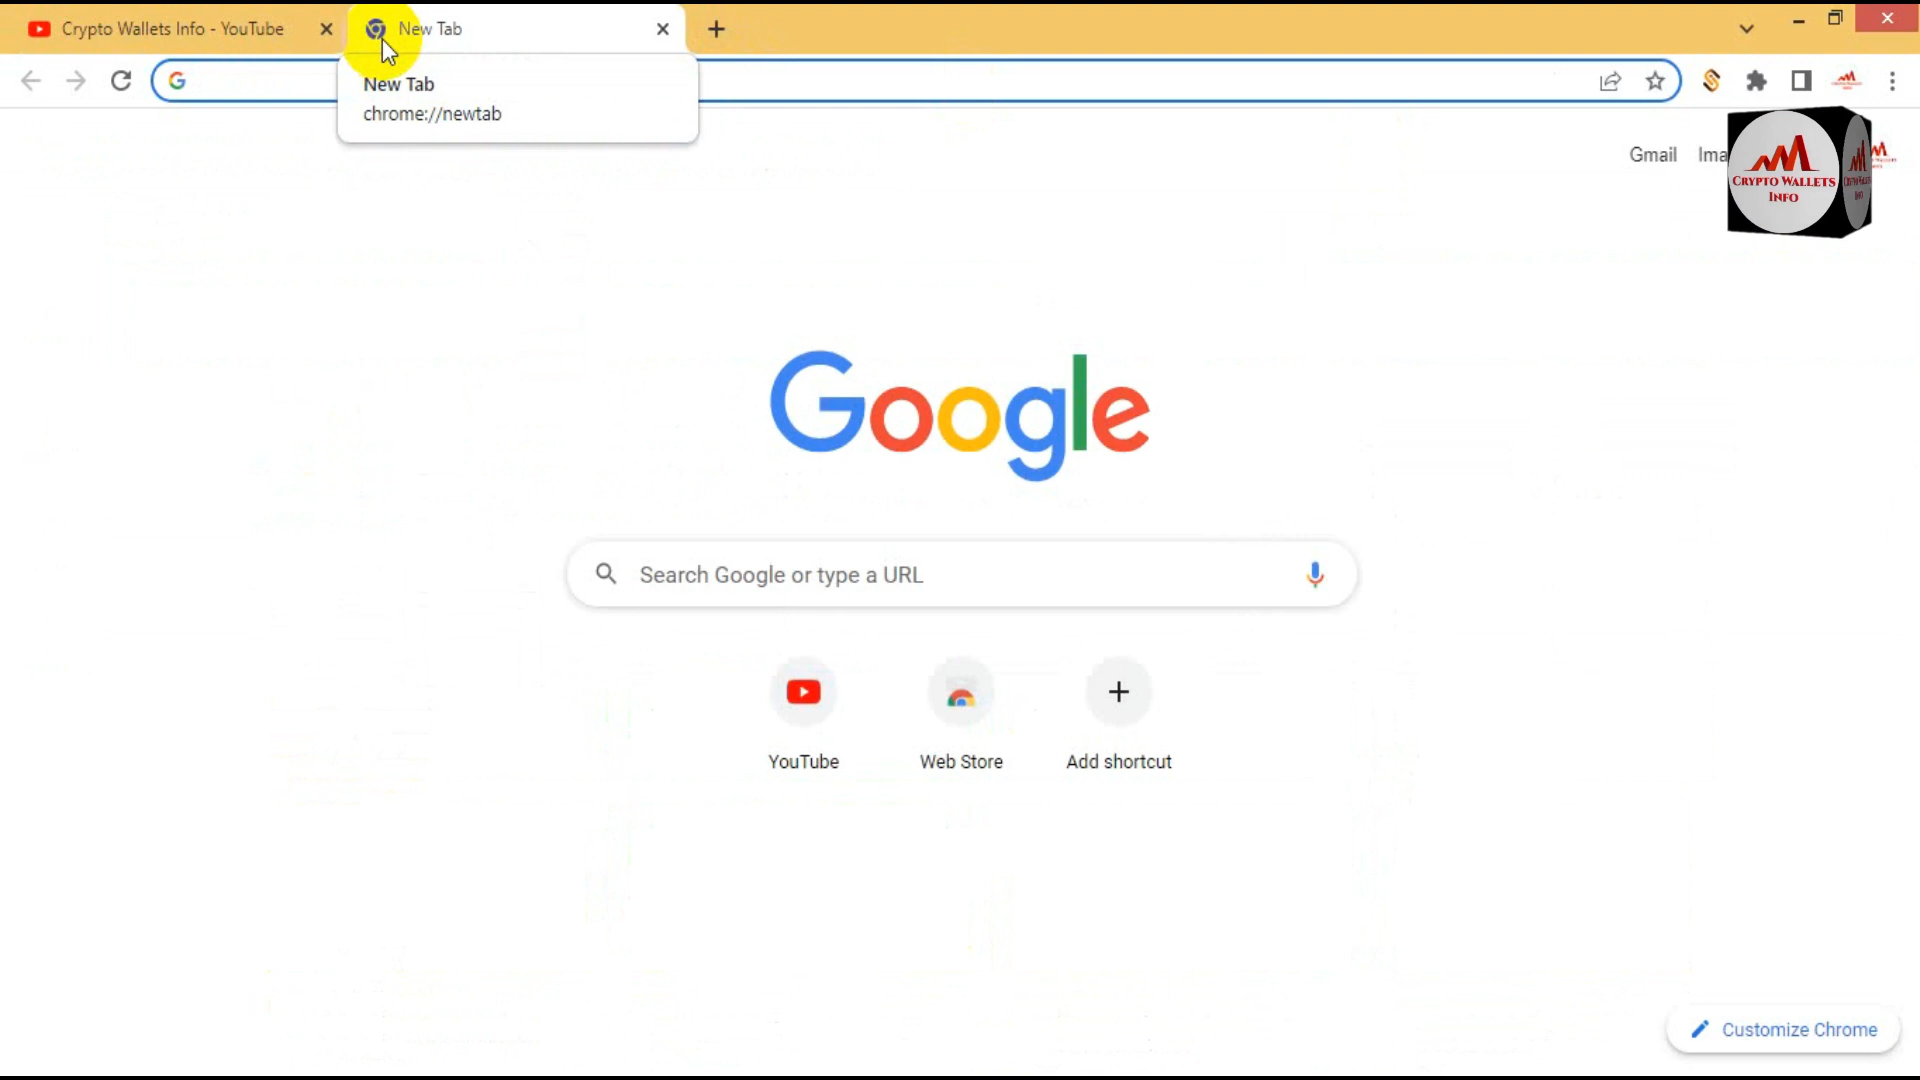 Crypto Wallets Info - YouTube
New Tab
New Tab
chrome://newtab
Gmail
Ima
CRYPTO WALLETS
INFO
Google
Search Google or type a URL
YouTube
Web Store
Add shortcut
Customize Chrome